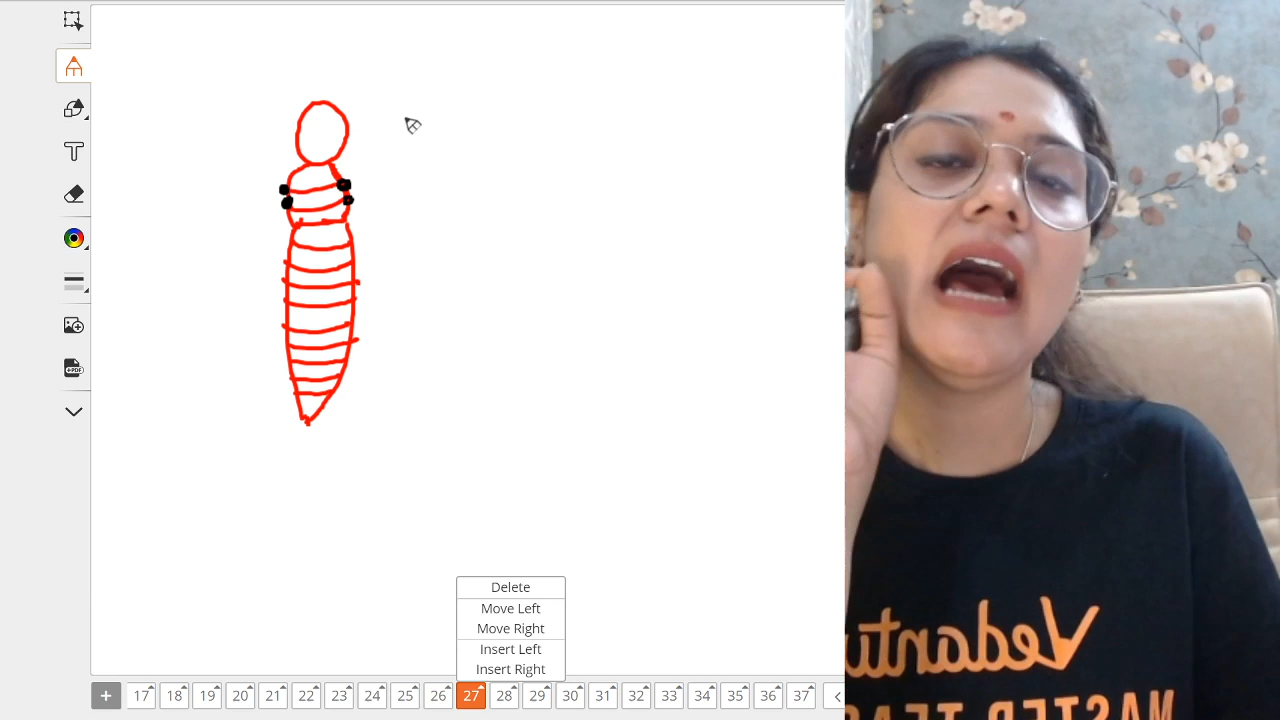 Delete
Move Left
Move Right
Insert Left
Insert Right
17 18 19 20 21 22 23 24 25 26 27 28 29 30 31 32 33 34 35 36 37
Vedantu
MASTER TEA